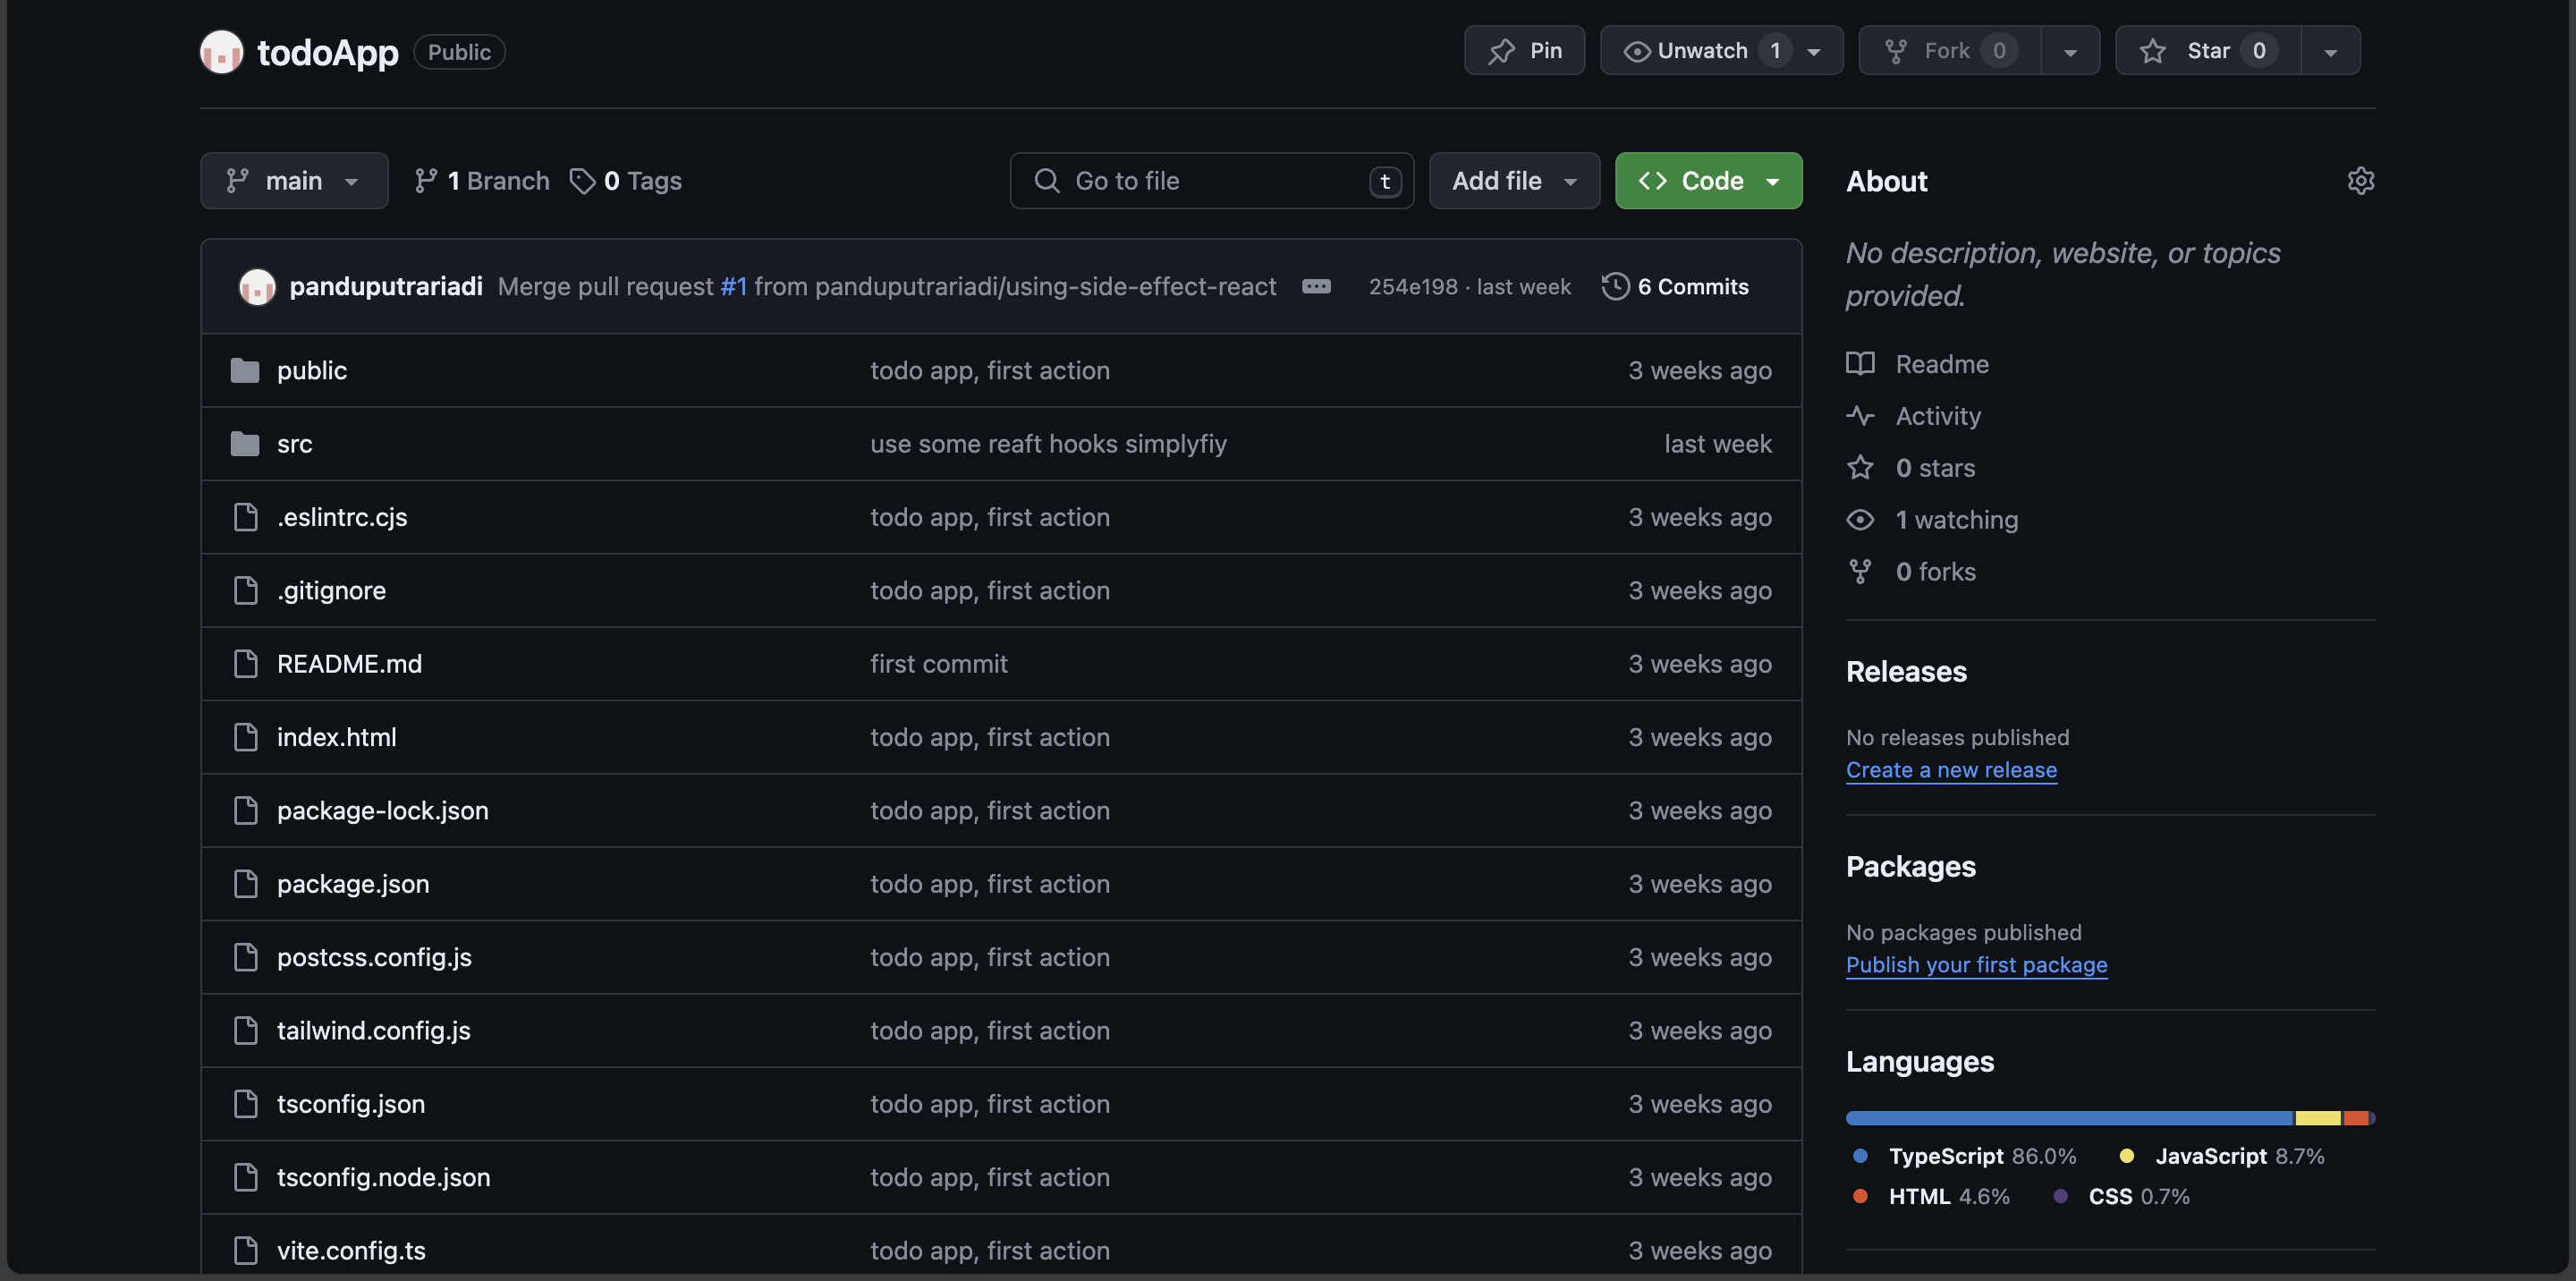 todoApp Public
Pin Unwatch 1 Fork 0 Star 0
main 1 Branch 0 Tags Go to file t Add file Code
panduputrariadi Merge pull request #1 from panduputrariadi/using-side-effect-react 254e198 · last week 6 Commits
public todo app, first action 3 weeks ago
src use some reaft hooks simplyfiy last week
.eslintrc.cjs todo app, first action 3 weeks ago
.gitignore todo app, first action 3 weeks ago
README.md first commit 3 weeks ago
index.html todo app, first action 3 weeks ago
package-lock.json todo app, first action 3 weeks ago
package.json todo app, first action 3 weeks ago
postcss.config.js todo app, first action 3 weeks ago
tailwind.config.js todo app, first action 3 weeks ago
tsconfig.json todo app, first action 3 weeks ago
tsconfig.node.json todo app, first action 3 weeks ago
vite.config.ts todo app, first action 3 weeks ago
About
No description, website, or topics
provided.
Readme
Activity
0 stars
1 watching
0 forks
Releases
No releases published
Create a new release
Packages
No packages published
Publish your first package
Languages
TypeScript 86.0% JavaScript 8.7%
HTML 4.6% CSS 0.7%